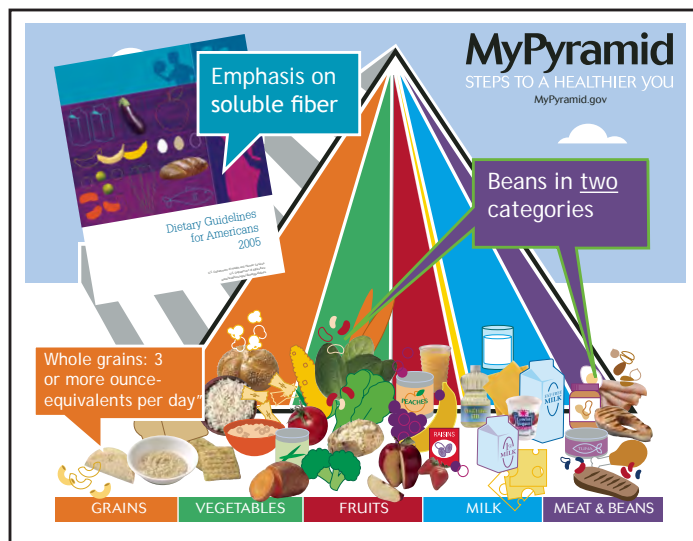 MyPyramid
STEPS TO A HEALTHIER YOU
MyPyramid.gov
Emphasis on
soluble fiber
Beans in two
categories
Dietary Guidelines
for Americans
2005
Whole grains: 3
or more ounce-
equivalents per day"
PEACHES
RAISINS
MILK
MILK
GRAINS
VEGETABLES
FRUITS
MILK
MEAT & BEANS